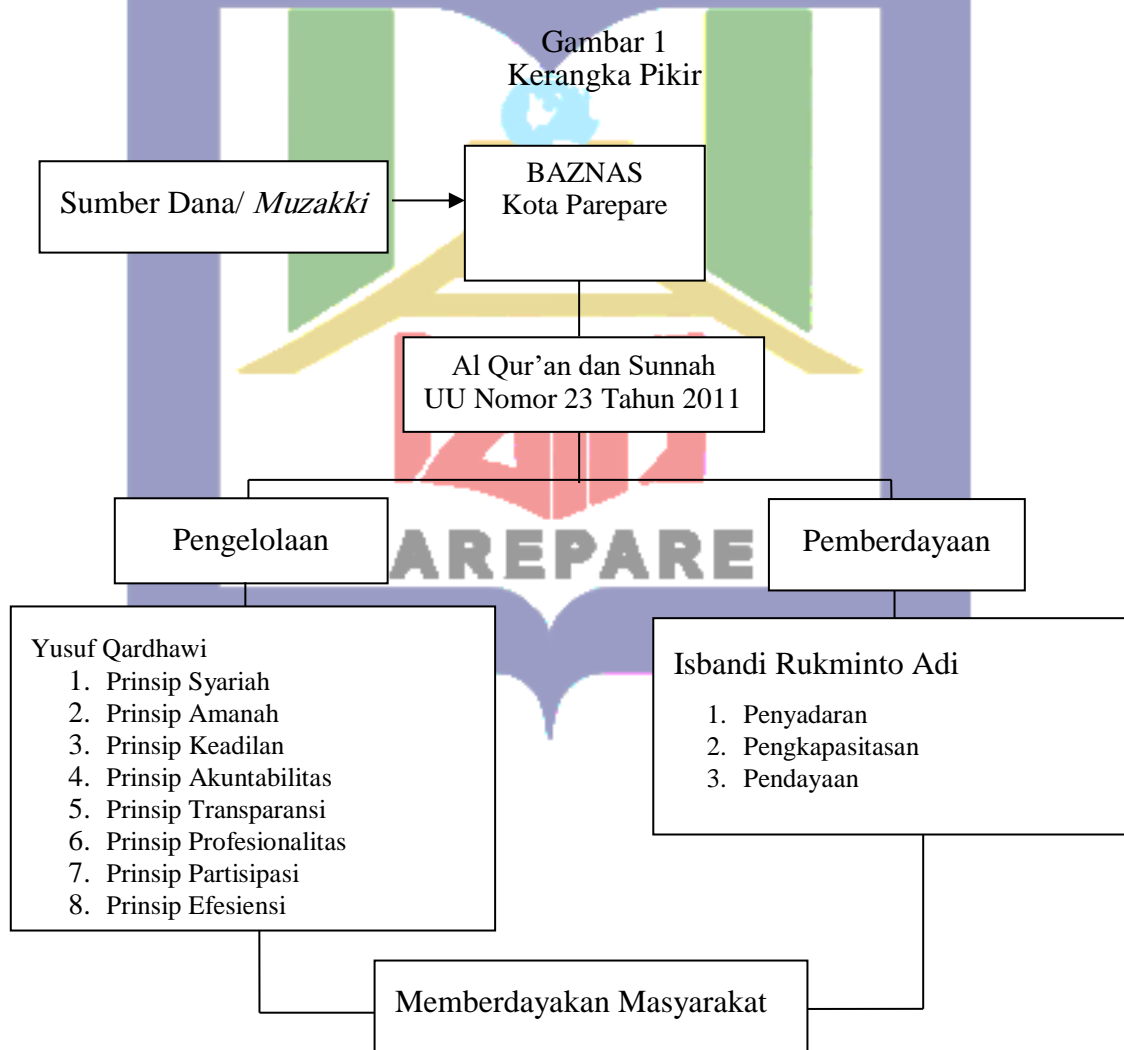 Gambar 1
Kerangka Pikir
Sumber Dana/ Muzakki
BAZNAS
Kota Parepare
Al Qur’an dan Sunnah
UU Nomor 23 Tahun 2011
Pengelolaan
Pemberdayaan
AREPARE
Yusuf Qardhawi
1. Prinsip Syariah
2. Prinsip Amanah
3. Prinsip Keadilan
4. Prinsip Akuntabilitas
5. Prinsip Transparansi
6. Prinsip Profesionalitas
7. Prinsip Partisipasi
8. Prinsip Efesiensi
Isbandi Rukminto Adi
1. Penyadaran
2. Pengkapasitasan
3. Pendayaan
Memberdayakan Masyarakat